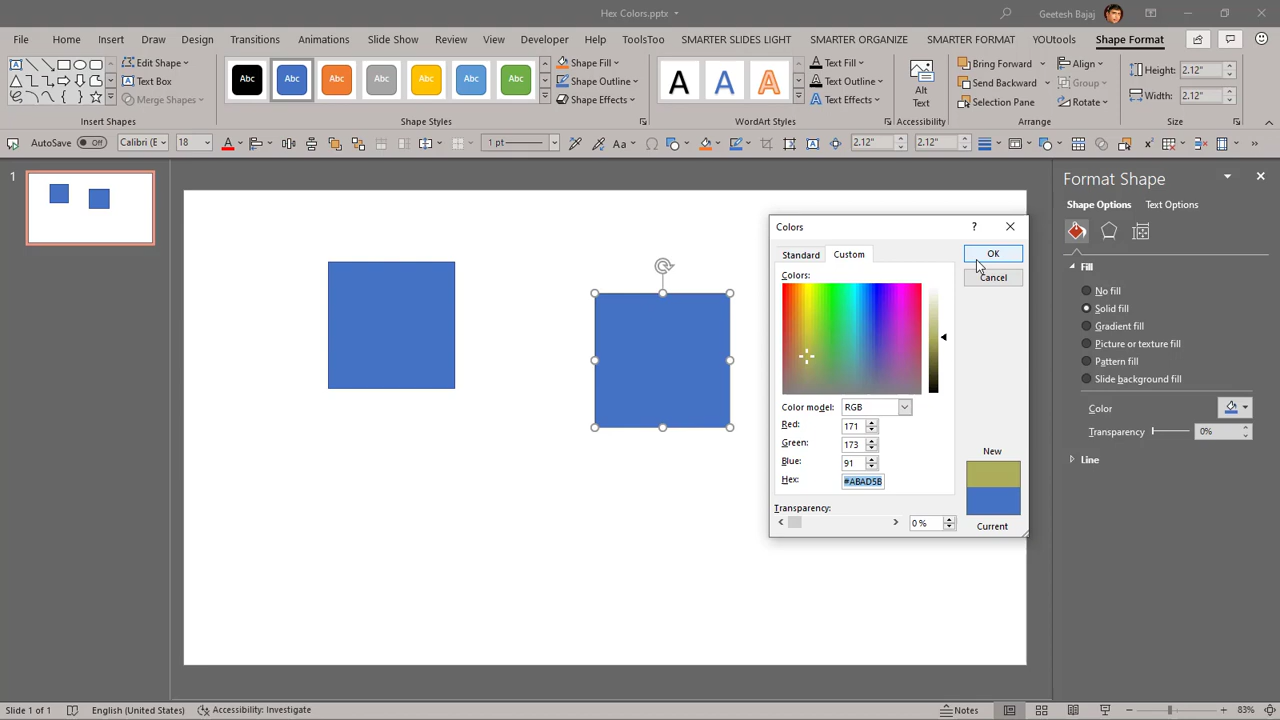 Hex Colors.pptx
Geetesh Bajaj
File Home Insert Draw Design Transitions Animations Slide Show Review View Developer Help ToolsToo SMARTER SLIDES LIGHT SMARTER ORGANIZE SMARTER FORMAT YOUtools Shape Format
Edit Shape
Text Box
Merge Shapes
Insert Shapes
Abc Abc Abc Abc Abc Abc Abc
Shape Fill
Shape Outline
Shape Effects
Shape Styles
A A A
Text Fill
Text Outline
Text Effects
WordArt Styles
Alt
Text
Accessibility
Bring Forward
Send Backward
Selection Pane
Align
Group
Rotate
Arrange
Height: 2.12"
Width: 2.12"
Size
AutoSave Off Calibri (E 18 A 1 pt Aa 2.12" 2.12"
1
Colors
?
Standard Custom
Colors:
Color model: RGB
Red: 171
Green: 173
Blue: 91
Hex: #ABAD5B
Transparency:
0 %
OK
Cancel
New
Current
Format Shape
Shape Options Text Options
Fill
No fill
Solid fill
Gradient fill
Picture or texture fill
Pattern fill
Slide background fill
Color
Transparency 0%
Line
Slide 1 of 1 English (United States) Accessibility: Investigate Notes 83%